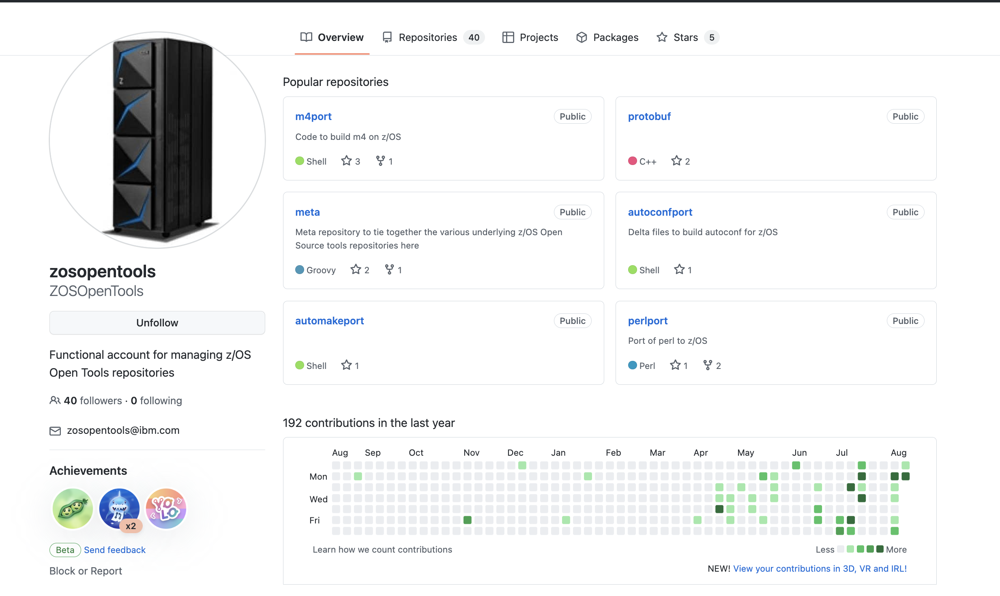 Overview Repositories 40 Projects Packages Stars 5
Z
zosopentools
ZOSOpenTools
Unfollow
Functional account for managing z/OS
Open Tools repositories
40 followers · 0 following
zosopentools@ibm.com
Achievements
YOLO
x2
Beta Send feedback
Block or Report
Popular repositories
m4port Public
Code to build m4 on z/OS
Shell 3 1
protobuf Public
C++ 2
meta Public
Meta repository to tie together the various underlying z/OS Open
Source tools repositories here
Groovy 2 1
autoconfport Public
Delta files to build autoconf for z/OS
Shell 1
automakeport Public
Shell 1
perlport Public
Port of perl to z/OS
Perl 1 2
192 contributions in the last year
Aug Sep Oct Nov Dec Jan Feb Mar Apr May Jun Jul Aug
Mon
Wed
Fri
Learn how we count contributions
Less More
NEW! View your contributions in 3D, VR and IRL!